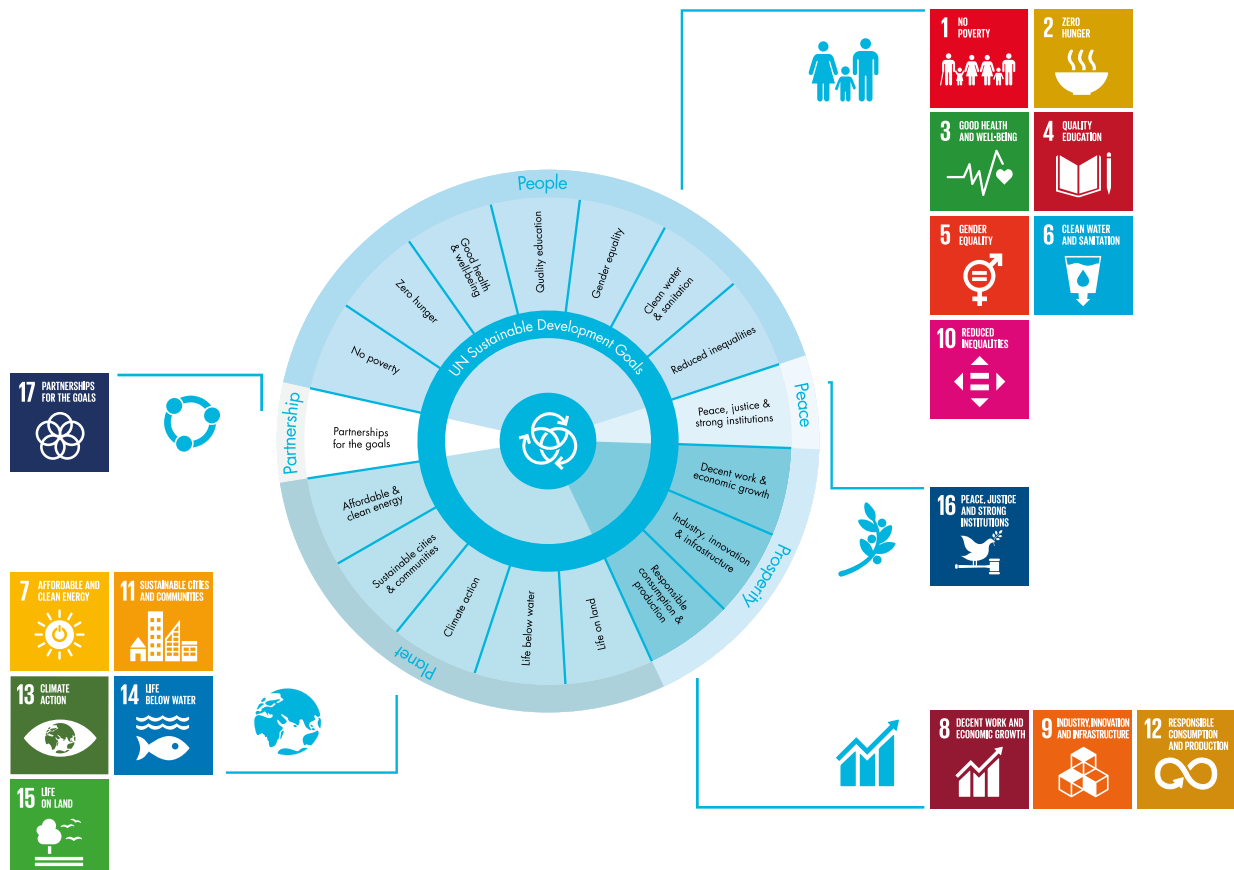 1 NO
POVERTY
2 ZERO
HUNGER
3 GOOD HEALTH
AND WELL-BEING
4 QUALITY
EDUCATION
5 GENDER
EQUALITY
6 CLEAN WATER
AND SANITATION
10 REDUCED
INEQUALITIES
People
Good health
& well-being
Quality education
Gender equality
Clean water
& sanitation
Zero hunger
Reduced inequalities
No poverty
UN Sustainable Development Goals
Peace
Peace, justice &
strong institutions
Partnership
Partnerships
for the goals
17 PARTNERSHIPS
FOR THE GOALS
Decent work &
economic growth
Affordable &
clean energy
16 PEACE, JUSTICE
AND STRONG
INSTITUTIONS
Industry, innovation
& infrastructure
Sustainable cities
& communities
Responsible
consumption &
production
Prosperity
Climate action
Life below water
Life on land
Planet
7 AFFORDABLE AND
CLEAN ENERGY
11 SUSTAINABLE CITIES
AND COMMUNITIES
13 CLIMATE
ACTION
14 LIFE
BELOW WATER
15 LIFE
ON LAND
8 DECENT WORK AND
ECONOMIC GROWTH
9 INDUSTRY, INNOVATION
AND INFRASTRUCTURE
12 RESPONSIBLE
CONSUMPTION
AND PRODUCTION